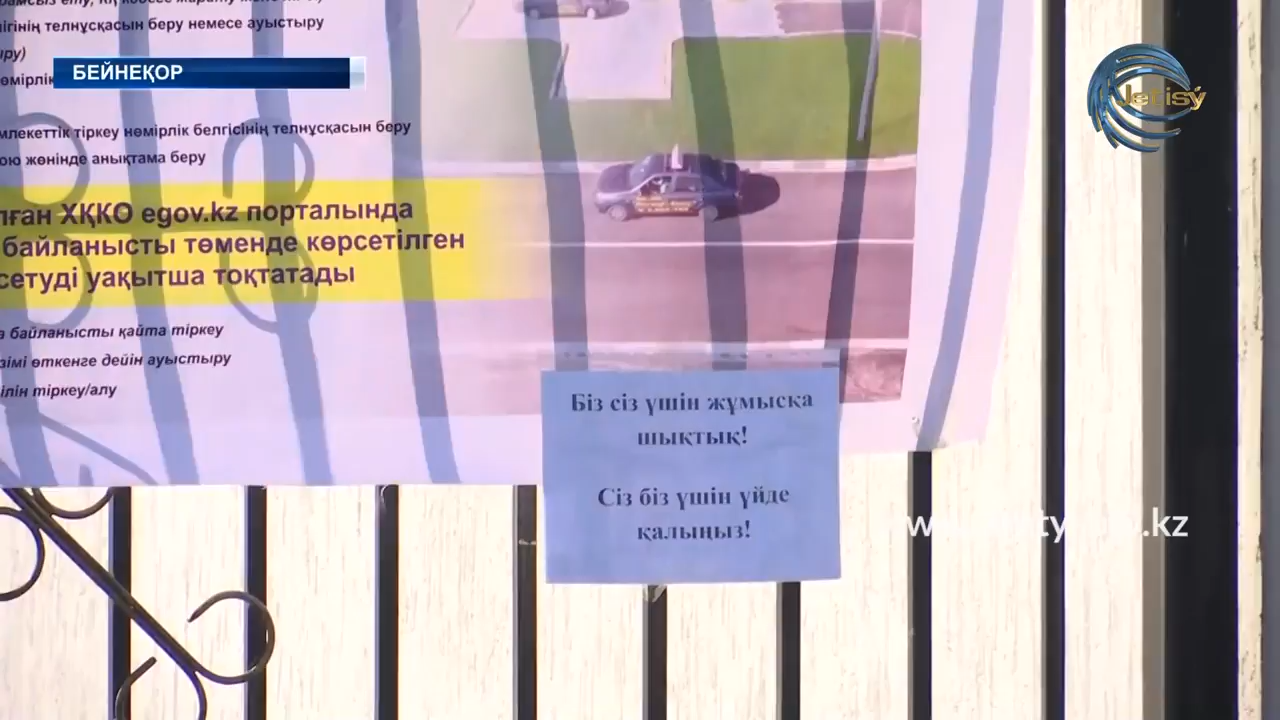 лігінің телнұсқасын беру немесе ауыстыру
БЕЙНЕҚОР
Jetisý
млекеттік тіркеу нөмірлік белгісінің телнұсқасын беру
ою жөнінде анықтама беру
лған ХҚКО egov.kz порталында
байланысты төменде көрсетілген
сетуді уақытша тоқтатады
а байланысты қайта тіркеу
зімі өткенге дейін ауыстыру
ілін тіркеу/алу
Біз сіз үшін жұмысқа
шықтық!
Сіз біз үшін үйде
қалыңыз!
.kz